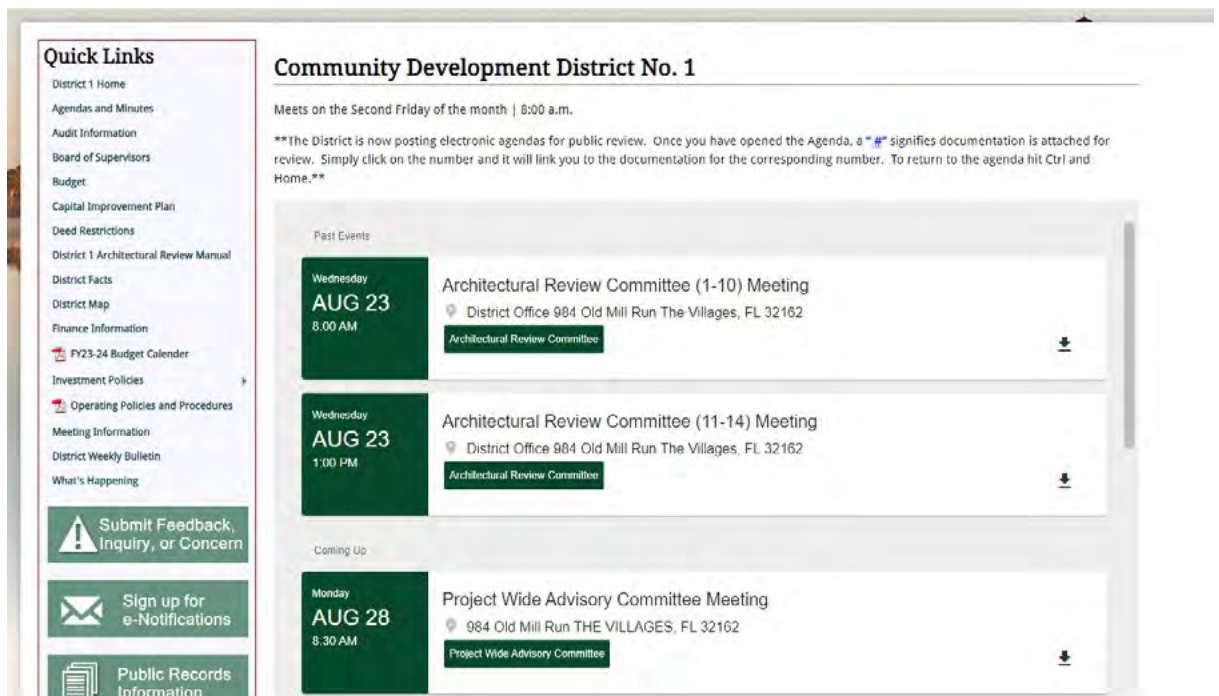 Quick Links
District 1 Home
Agendas and Minutes
Audit Information
Board of Supervisors
Budget
Capital Improvement Plan
Deed Restrictions
District 1 Architectural Review Manual
District Facts
District Map
Finance Information
FY23-24 Budget Calender
Investment Policies
Operating Policies and Procedures
Meeting Information
District Weekly Bulletin
What's Happening
Submit Feedback,
Inquiry, or Concern
Sign up for
e-Notifications
Public Records
Information
Community Development District No. 1
Meets on the Second Friday of the month | 8:00 a.m.
**The District is now posting electronic agendas for public review. Once you have opened the Agenda, a "#" signifies documentation is attached for
review. Simply click on the number and it will link you to the documentation for the corresponding number. To return to the agenda hit Ctrl and
Home.**
Past Events
Wednesday
AUG 23
8:00 AM
Architectural Review Committee (1-10) Meeting
District Office 984 Old Mill Run The Villages, FL 32162
Architectural Review Committee
Wednesday
AUG 23
1:00 PM
Architectural Review Committee (11-14) Meeting
District Office 984 Old Mill Run The Villages, FL 32162
Architectural Review Committee
Coming Up
Monday
AUG 28
8:30 AM
Project Wide Advisory Committee Meeting
984 Old Mill Run THE VILLAGES, FL 32162
Project Wide Advisory Committee